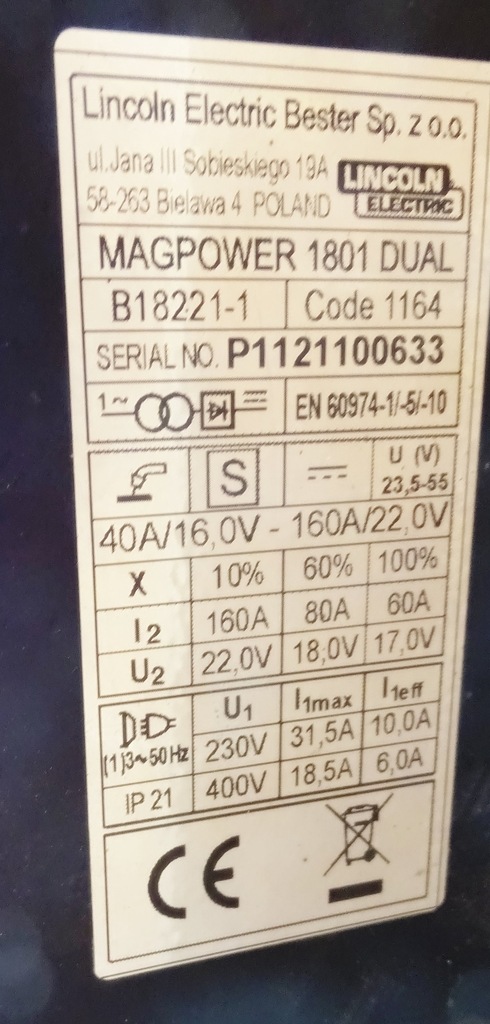 Lincoln Electric Bester Sp. z o.o.
ul.Jana III Sobieskiego 19A
58-263 Bielawa 4 POLAND
LINCOLN
ELECTRIC
MAGPOWER 1801 DUAL
B18221-1 Code 1164
SERIAL NO. P1121100633
1~ EN 60974-1/-5/-10
S U (V)
23,5-55
40A/16,0V - 160A/22,0V
X 10% 60% 100%
I2 160A 80A 60A
U2 22,0V 18,0V 17,0V
U1 I1max I1eff
(1)3~50Hz 230V 31,5A 10,0A
IP 21 400V 18,5A 6,0A
CE